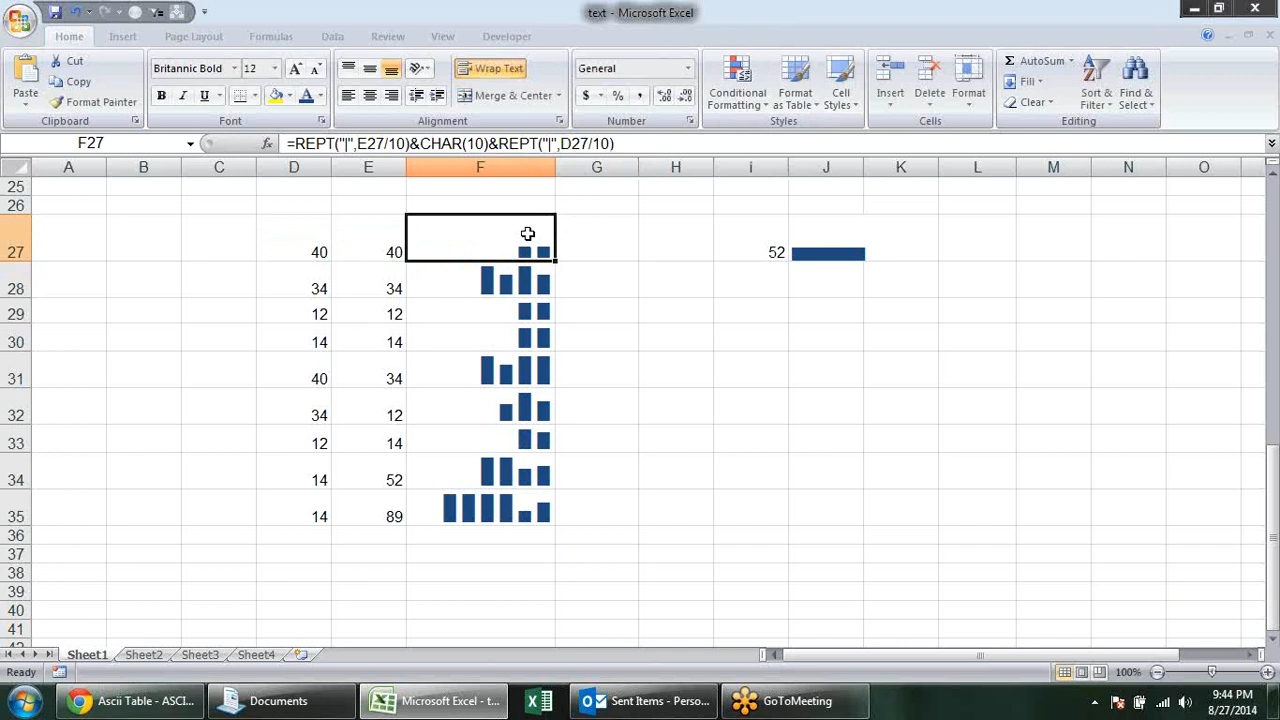 text - Microsoft Excel
Home Insert Page Layout Formulas Data Review View Developer
Paste
Cut
Copy
Format Painter
Clipboard
Britannic Bold 12
B I U
Font
Wrap Text
Merge & Center
Alignment
General
$ % ,
Number
Conditional Formatting
Format as Table
Cell Styles
Styles
Insert
Delete
Format
Cells
AutoSum
Fill
Clear
Sort & Filter
Find & Select
Editing
F27 fx =REPT("|",E27/10)&CHAR(10)&REPT("|",D27/10)
A B C D E F G H I J K L M N O
25
26
27 40 40 52
28 34 34
29 12 12
30 14 14
31 40 34
32 34 12
33 12 14
34 14 52
35 14 89
36
37
38
39
40
41
42
Sheet1 Sheet2 Sheet3 Sheet4
Ready 100%
Ascii Table - ASCI... Documents Microsoft Excel - t... Sent Items - Perso... GoToMeeting
9:44 PM
8/27/2014